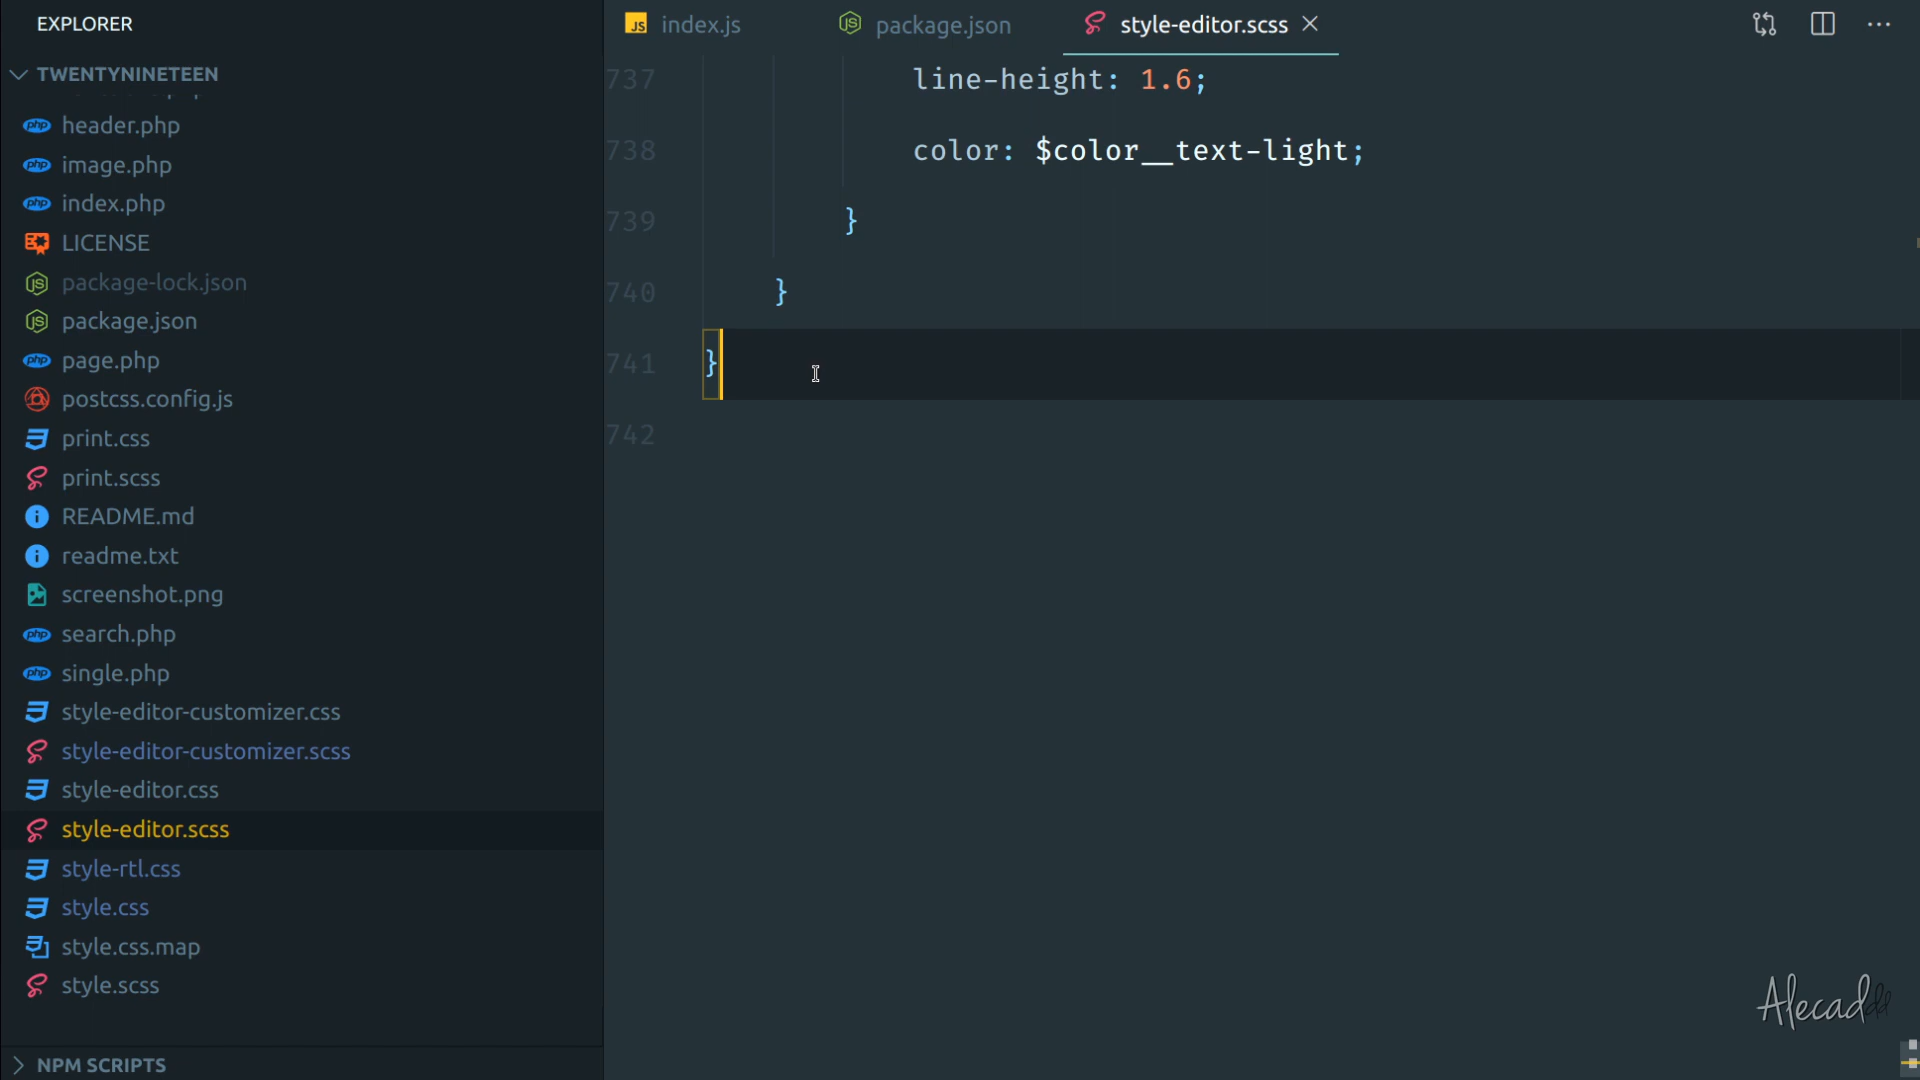 EXPLORER
TWENTYNINETEEN
header.php
image.php
index.php
LICENSE
package-lock.json
package.json
page.php
postcss.config.js
print.css
print.scss
README.md
readme.txt
screenshot.png
search.php
single.php
style-editor-customizer.css
style-editor-customizer.scss
style-editor.css
style-editor.scss
style-rtl.css
style.css
style.css.map
style.scss
NPM SCRIPTS
index.js
package.json
style-editor.scss
737 line-height: 1.6;
738 color: $color__text-light;
739 }
740 }
741 }
742
Alecaddd